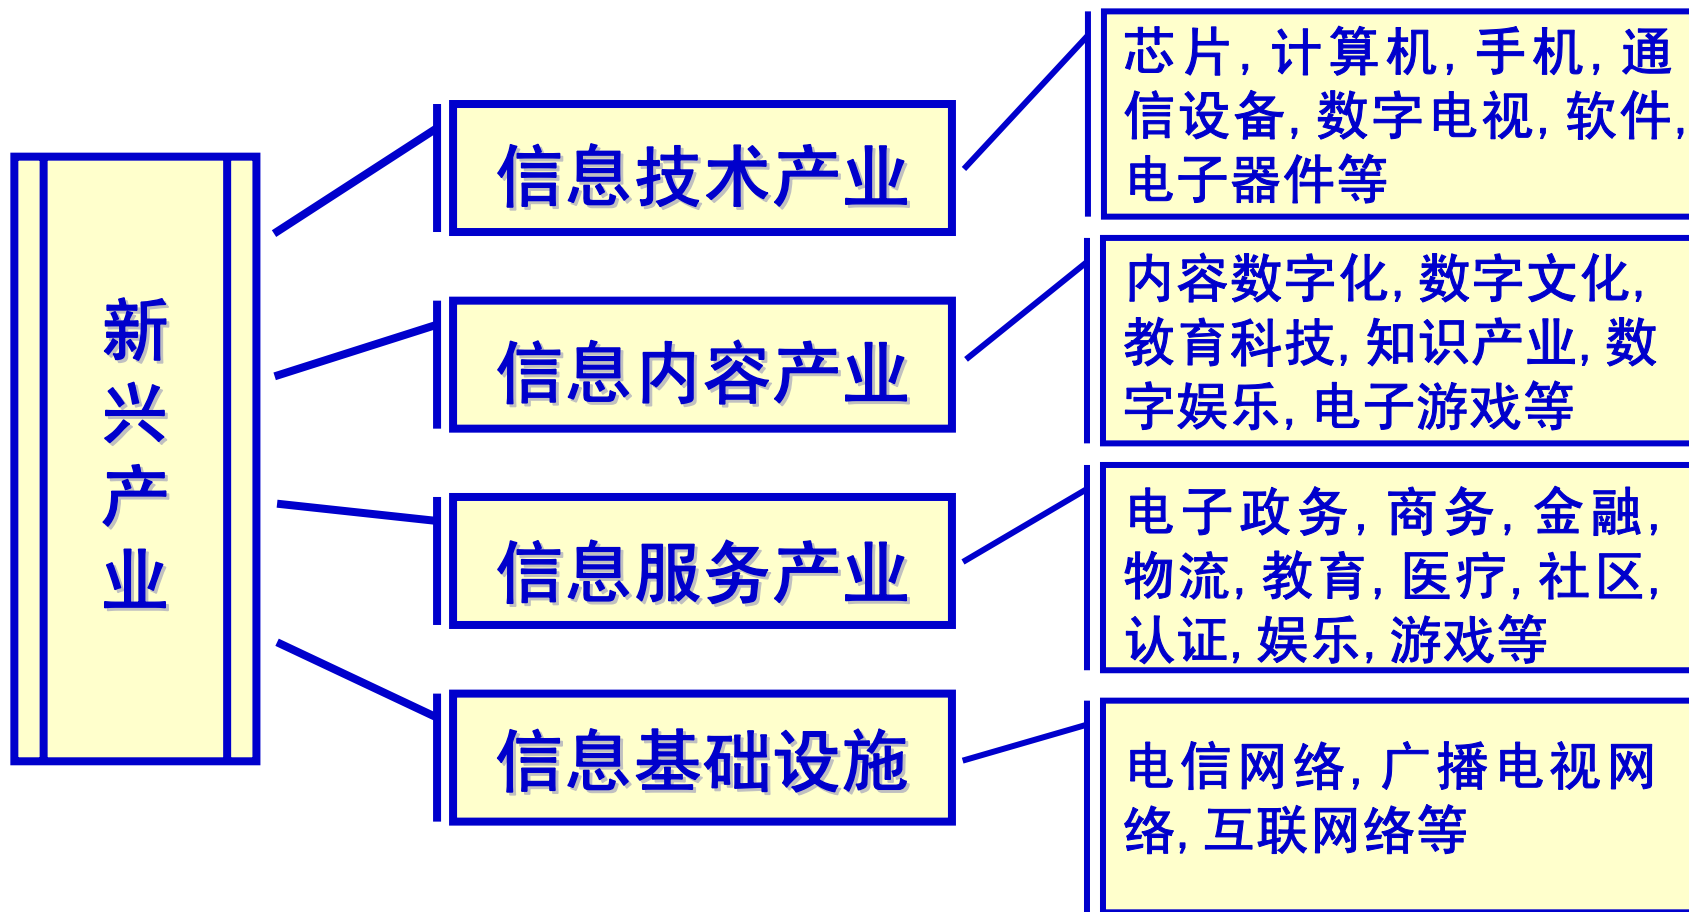 新兴产业
信息技术产业
芯片, 计算机, 手机, 通
信设备, 数字电视, 软件,
电子器件等
信息内容产业
内容数字化, 数字文化,
教育科技, 知识产业, 数
字娱乐, 电子游戏等
信息服务产业
电子政务, 商务, 金融,
物流, 教育, 医疗, 社区,
认证, 娱乐, 游戏等
信息基础设施
电信网络, 广播电视网
络, 互联网络等